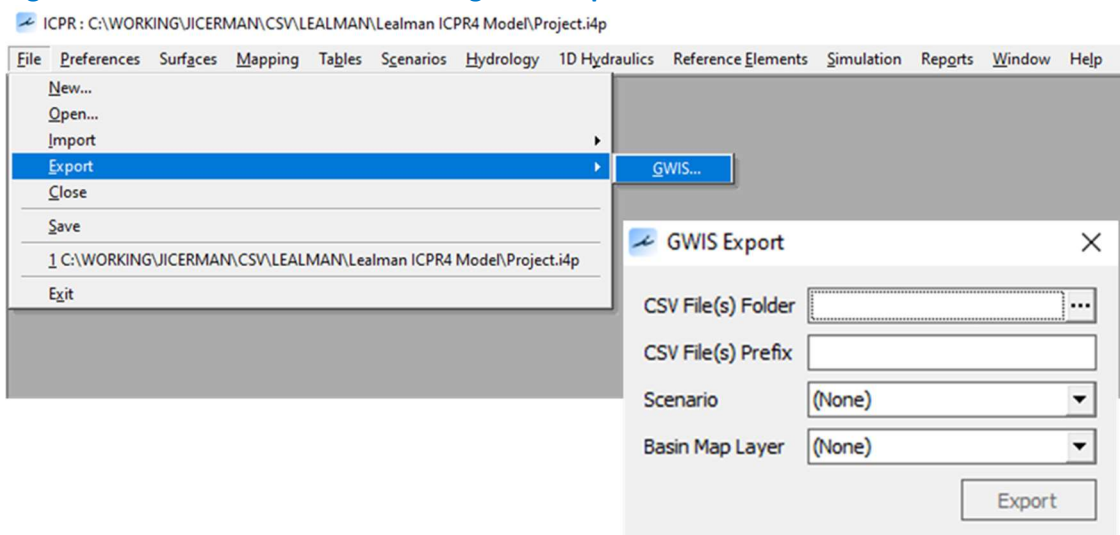 ICPR : C:\WORKING\JICERMAN\CSV\LEALMAN\Lealman ICPR4 Model\Project.i4p
File Preferences Surfaces Mapping Tables Scenarios Hydrology 1D Hydraulics Reference Elements Simulation Reports Window Help
New...
Open...
Import
Export
GWIS...
Close
Save
1 C:\WORKING\JICERMAN\CSV\LEALMAN\Lealman ICPR4 Model\Project.i4p
Exit
GWIS Export
CSV File(s) Folder ...
CSV File(s) Prefix
Scenario (None)
Basin Map Layer (None)
Export